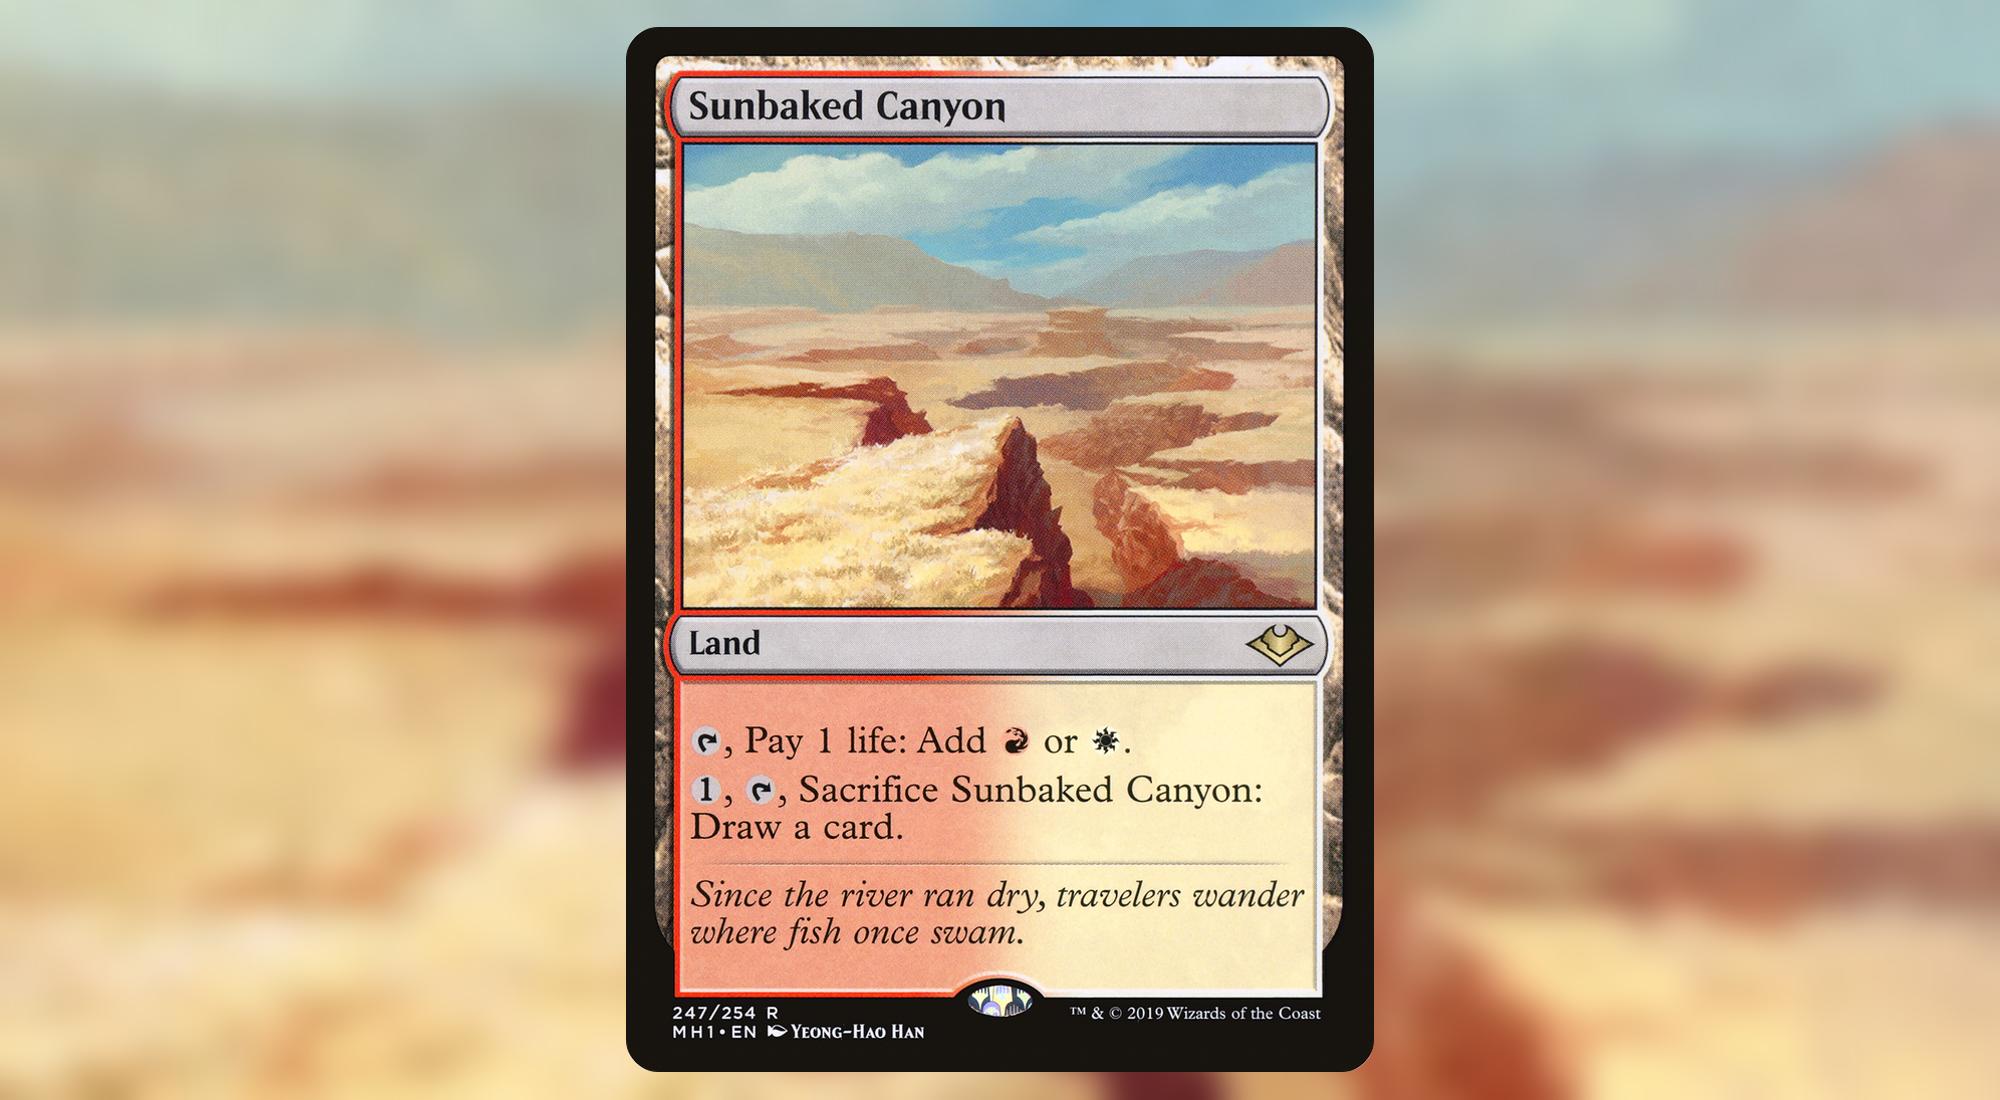 Sunbaked Canyon
Land
, Pay 1 life: Add or .
1, , Sacrifice Sunbaked Canyon:
Draw a card.
Since the river ran dry, travelers wander
where fish once swam.
247/254 R
MH1•EN Yeong-Hao Han
™ & © 2019 Wizards of the Coast